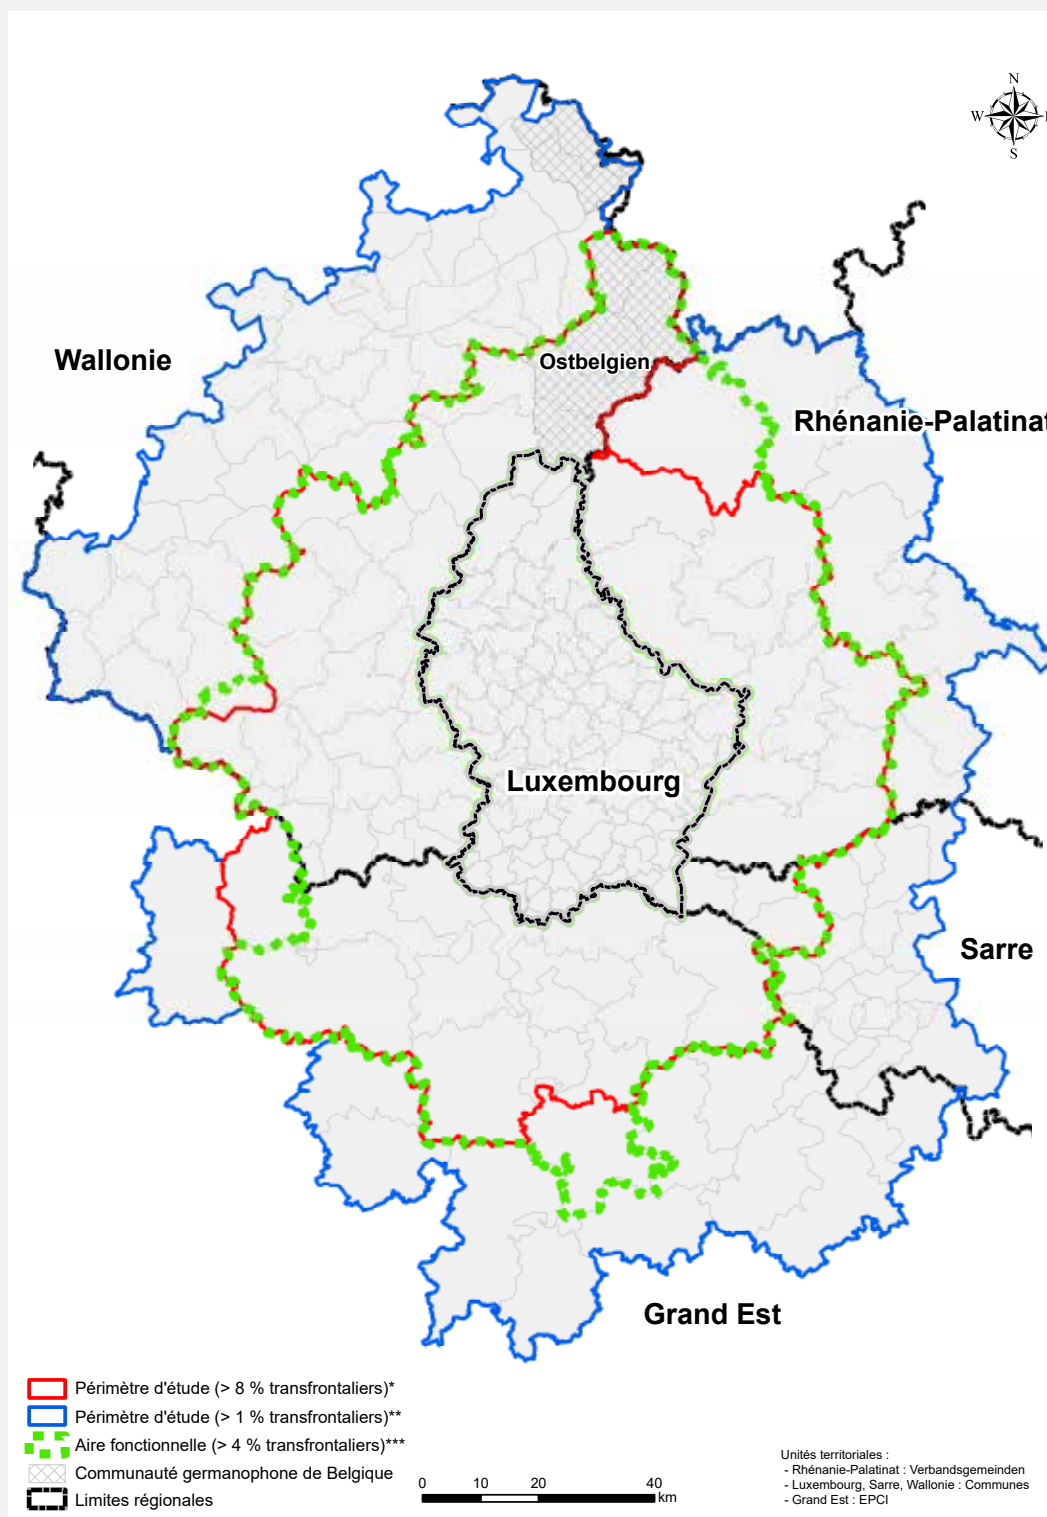 N
W
S
Wallonie
Ostbelgien
Rhénanie-Palatinat
Luxembourg
Sarre
Grand Est
Périmètre d'étude (> 8 % transfrontaliers)*
Périmètre d'étude (> 1 % transfrontaliers)**
Aire fonctionnelle (> 4 % transfrontaliers)***
Communauté germanophone de Belgique
Limites régionales
0 10 20 40
km
Unités territoriales :
- Rhénanie-Palatinat : Verbandsgemeinden
- Luxembourg, Sarre, Wallonie : Communes
- Grand Est : EPCI